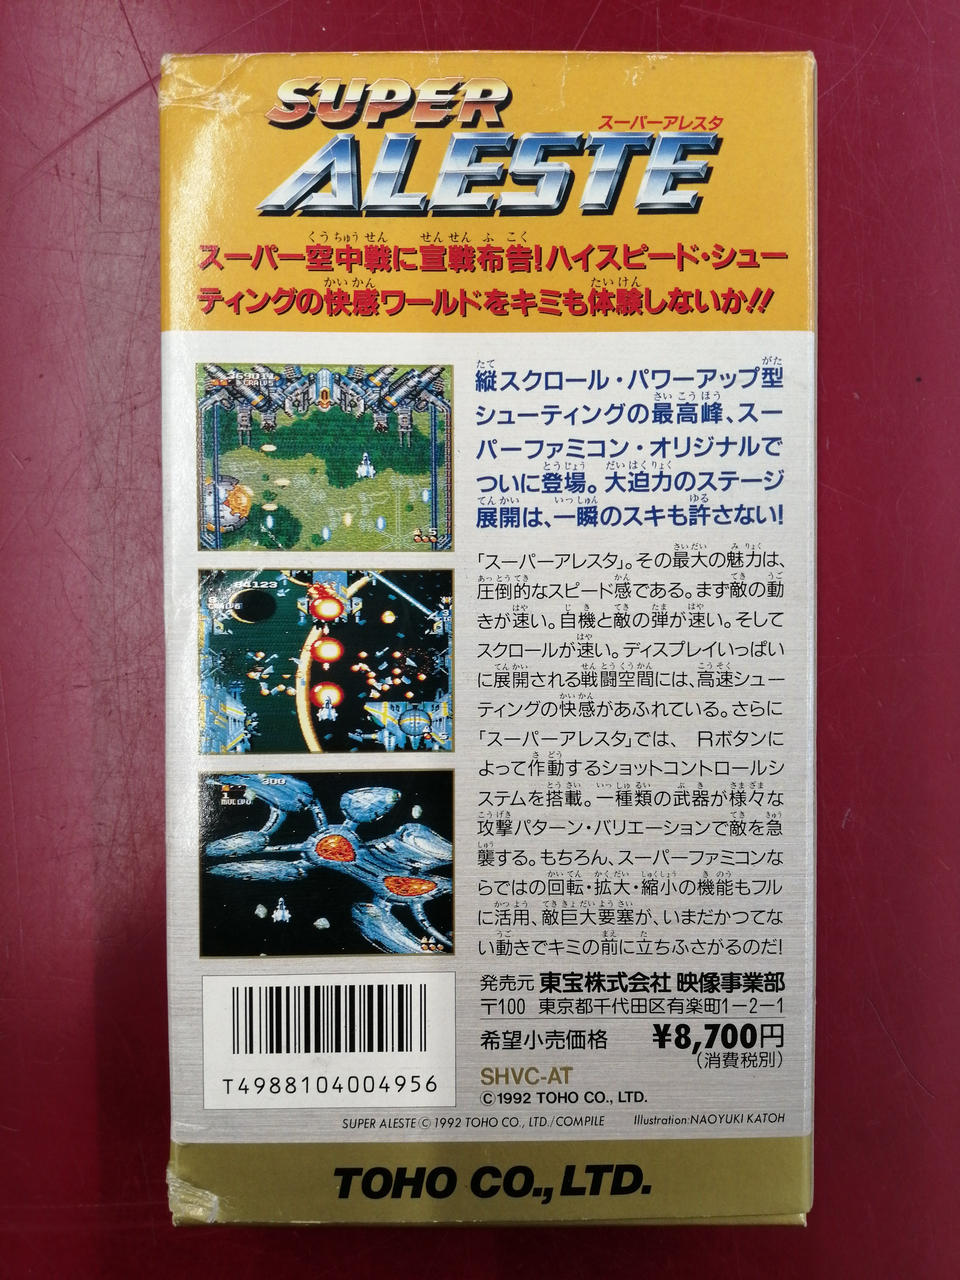 SUPER
スーパーアレスタ
ALESTE
スーパー空中戦に宣戦布告!ハイスピード・シュー
ティングの快感ワールドをキミも体験しないか!!
縦スクロール・パワーアップ型
シューティングの最高峰、スー
パーファミコン・オリジナルで
ついに登場。大迫力のステージ
展開は、一瞬のスキも許さない!
「スーパーアレスタ」。その最大の魅力は、
圧倒的なスピード感である。まず敵の動
きが速い。自機と敵の弾が速い。そして
スクロールが速い。ディスプレイいっぱい
に展開される戦闘空間には、高速シュー
ティングの快感があふれている。さらに
「スーパーアレスタ」では、Rボタンに
よって作動するショットコントロールシ
ステムを搭載。一種類の武器が様々な
攻撃パターン・バリエーションで敵を急
襲する。もちろん、スーパーファミコンな
らではの回転・拡大・縮小の機能もフル
に活用、敵巨大要塞が、いまだかつてな
い動きでキミの前に立ちふさがるのだ!
発売元 東宝株式会社 映像事業部
〒100 東京都千代田区有楽町1-2-1
希望小売価格 ¥8,700円
(消費税別)
SHVC-AT
©1992 TOHO CO., LTD.
T4988104004956
SUPER ALESTE © 1992 TOHO CO., LTD./COMPILE Illustration:NAOYUKI KATOH
TOHO CO., LTD.